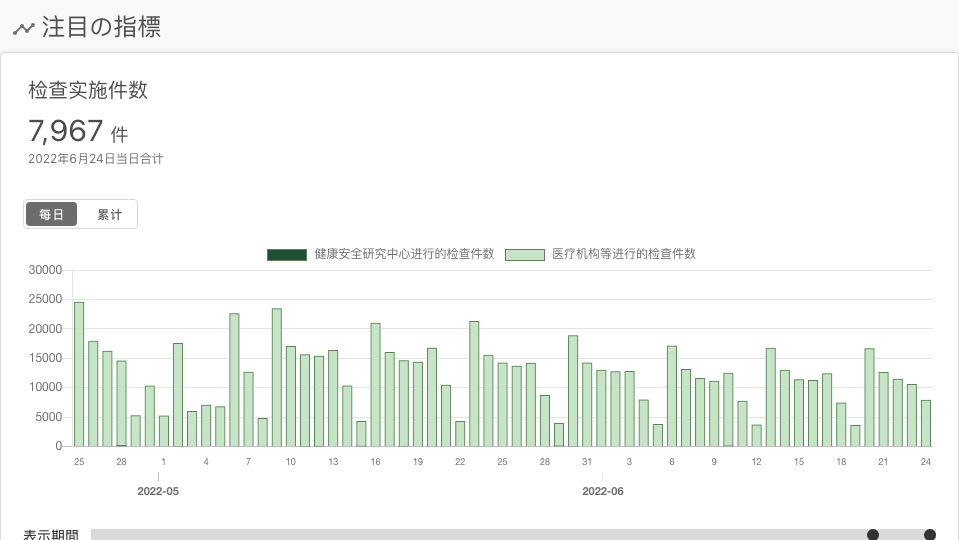 注目の指標
检查实施件数
7,967 件
2022年6月24日当日合计
每日 累计
健康安全研究中心进行的检查件数 医疗机构等进行的检查件数
30000
25000
20000
15000
10000
5000
0
25 28 1 4 7 10 13 16 19 22 25 28 31 3 6 9 12 15 18 21 24
2022-05 2022-06
表示期間